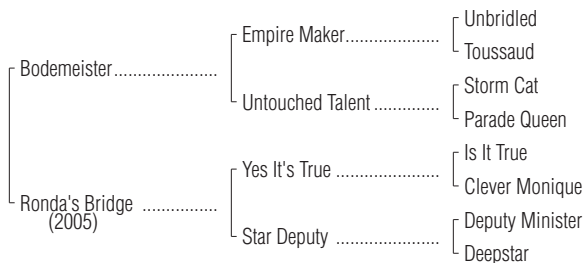 Bodemeister.....................
Ronda's Bridge ...............
(2005)
Empire Maker...................
Untouched Talent .............
Yes It's True ....................
Star Deputy .....................
Unbridled
Toussaud
Storm Cat
Parade Queen
Is It True
Clever Monique
Deputy Minister
Deepstar